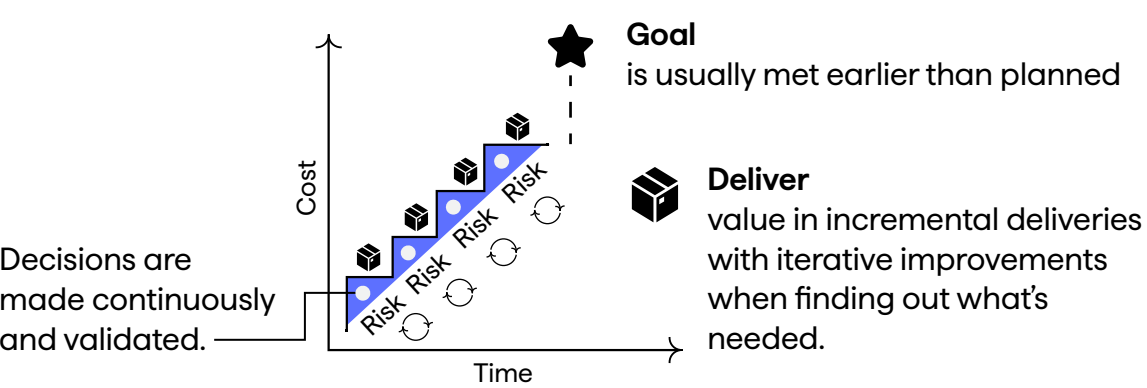 Goal
is usually met earlier than planned
Cost
Risk
Risk
Risk
Risk
Time
Decisions are
made continuously
and validated.
Deliver
value in incremental deliveries
with iterative improvements
when finding out what's
needed.